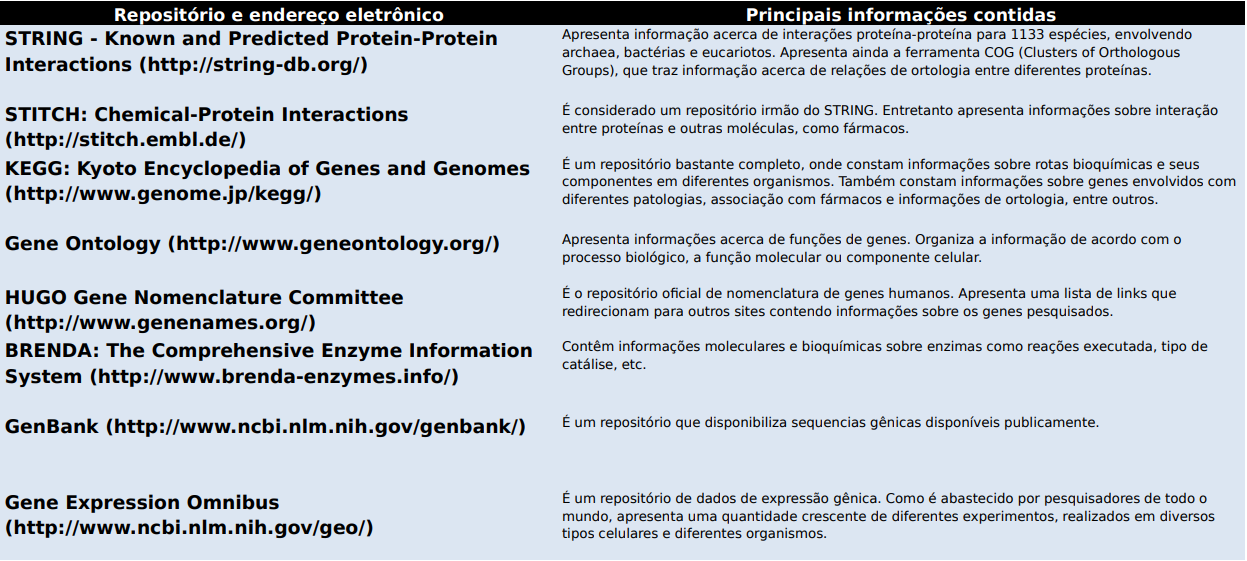 Repositório e endereço eletrônico
Principais informações contidas
STRING - Known and Predicted Protein-Protein
Interactions (http://string-db.org/)
Apresenta informação acerca de interações proteína-proteína para 1133 espécies, envolvendo
archaea, bactérias e eucariotos. Apresenta ainda a ferramenta COG (Clusters of Orthologous
Groups), que traz informação acerca de relações de ortologia entre diferentes proteínas.
STITCH: Chemical-Protein Interactions
(http://stitch.embl.de/)
É considerado um repositório irmão do STRING. Entretanto apresenta informações sobre interação
entre proteínas e outras moléculas, como fármacos.
KEGG: Kyoto Encyclopedia of Genes and Genomes
(http://www.genome.jp/kegg/)
É um repositório bastante completo, onde constam informações sobre rotas bioquímicas e seus
componentes em diferentes organismos. Também constam informações sobre genes envolvidos com
diferentes patologias, associação com fármacos e informações de ortologia, entre outros.
Gene Ontology (http://www.geneontology.org/)
Apresenta informações acerca de funções de genes. Organiza a informação de acordo com o
processo biológico, a função molecular ou componente celular.
HUGO Gene Nomenclature Committee
(http://www.genenames.org/)
É o repositório oficial de nomenclatura de genes humanos. Apresenta uma lista de links que
redirecionam para outros sites contendo informações sobre os genes pesquisados.
BRENDA: The Comprehensive Enzyme Information
System (http://www.brenda-enzymes.info/)
Contêm informações moleculares e bioquímicas sobre enzimas como reações executada, tipo de
catálise, etc.
GenBank (http://www.ncbi.nlm.nih.gov/genbank/)
É um repositório que disponibiliza sequencias gênicas disponíveis publicamente.
Gene Expression Omnibus
(http://www.ncbi.nlm.nih.gov/geo/)
É um repositório de dados de expressão gênica. Como é abastecido por pesquisadores de todo o
mundo, apresenta uma quantidade crescente de diferentes experimentos, realizados em diversos
tipos celulares e diferentes organismos.